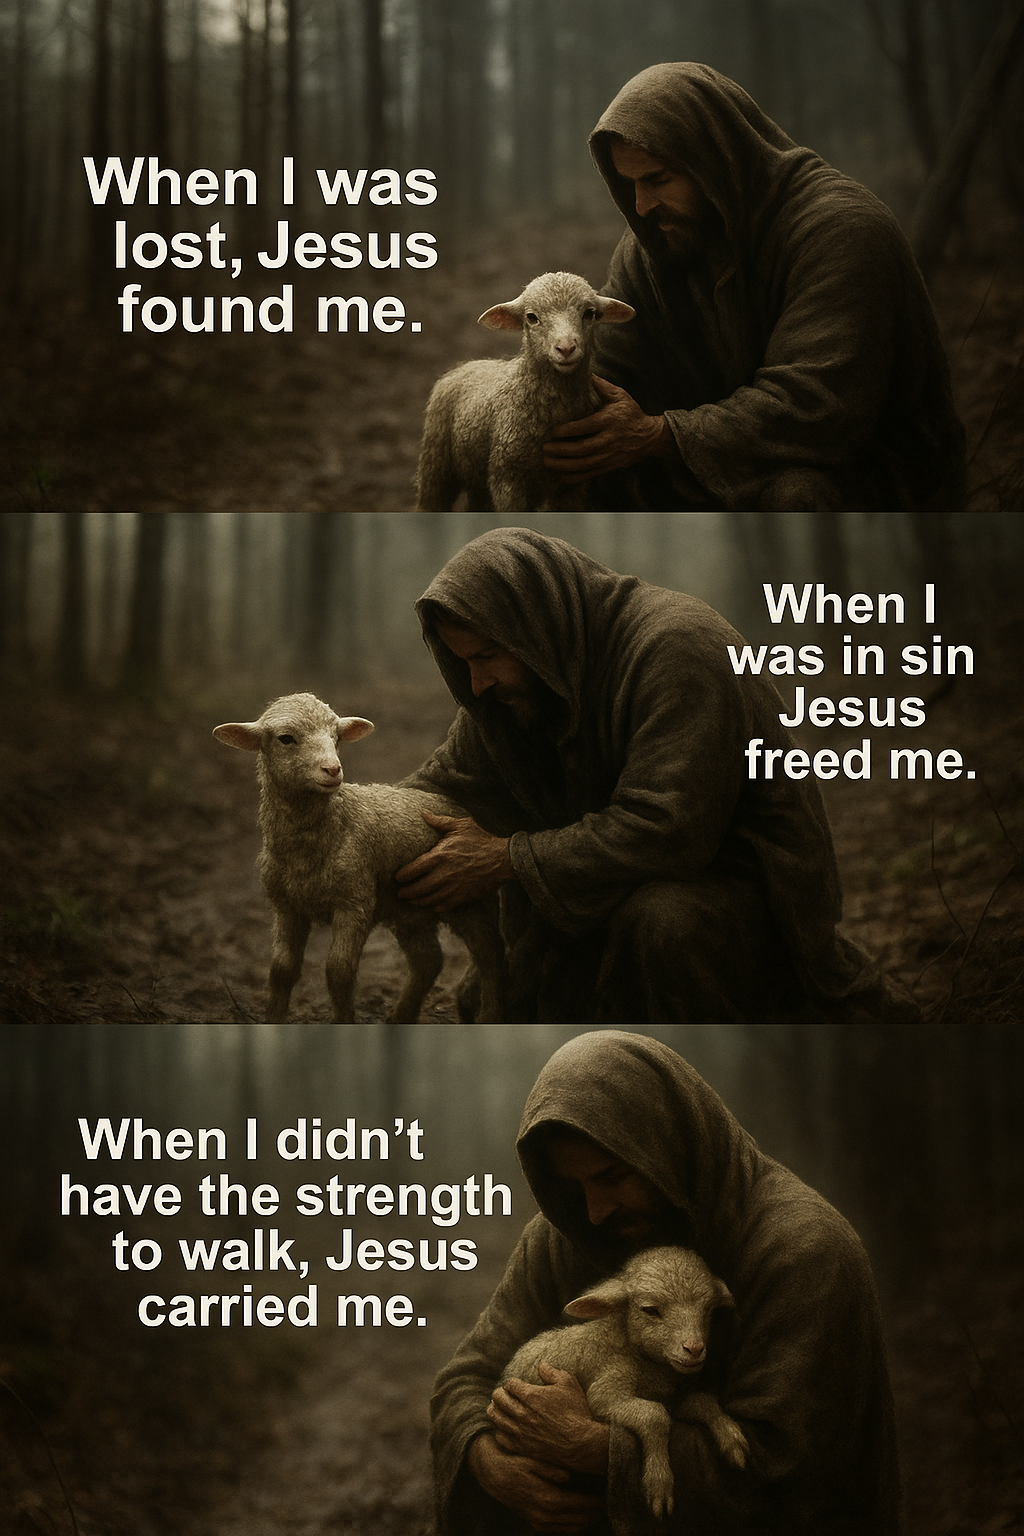 When I was
lost, Jesus
found me.
When I
was in sin
Jesus
freed me.
When I didn’t
have the strength
to walk, Jesus
carried me.